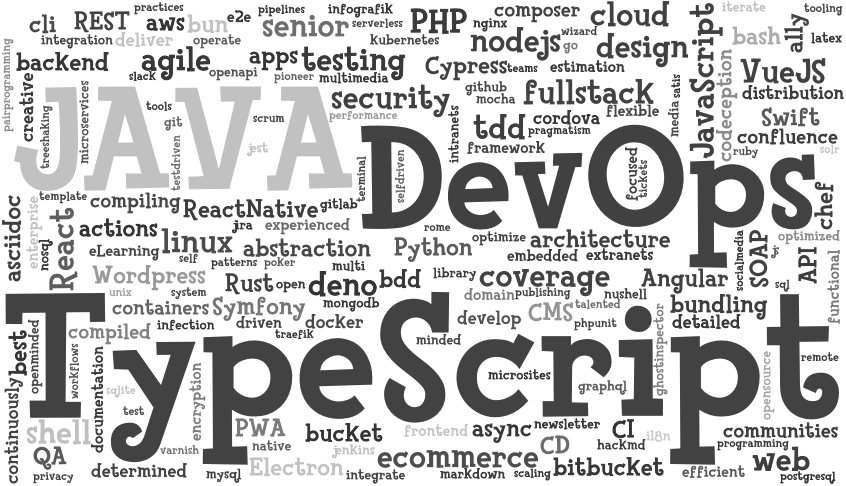 practices
pipelines
infografik
composer
cloud
iterate
tooling
cli
REST
aws
bun
e2e
senior
serverless
PHP
nginx
wizard
ally
latex
integration
deliver
operate
kubernetes
nodejs
go
design
bash
pairprogramming
backend
agile
apps
testing
Cypress
teams
estimation
JavaScript
codeception
VueJS
slack
openapi
pioneer
multimedia
github
mocha
fullstack
media
satis
distribution
creative
treeshaking
microservices
JAVA
tools
git
testdriven
scrum
jest
security
performance
intranets
tdd
cordova
flexible
pragmatism
Swift
confluence
framework
ruby
solr
terminal
selfdriven
DevOps
focused
tickets
template
compiling
ReactNative
gitlab
chef
asciidoc
enterprise
nosql
React
actions
jra
experienced
rome
eLearning
linux
abstraction
Python
optimize
architecture
embedded
extranets
socialmedia
SOAP
js
optimized
API
functional
self
patterns
poker
multi
library
coverage
Angular
sql
Wordpress
Rust
open
deno
bdd
unix
system
mongodb
domain
publishing
nushell
bundling
containers
Symfony
CMS
talented
compiled
infection
driven
docker
develop
phpunit
detailed
traefik
minded
ghostinspector
TypeScript
best
openminded
workflows
continuously
documentation
sqlite
test
encryption
microsites
graphql
opensource
remote
shell
PWA
bucket
frontend
async
newsletter
CI
il8n
communities
QA
varnish
native
jenkins
CD
hackmd
programming
privacy
determined
mysql
Electron
integrate
ecommerce
markdown
scaling
bitbucket
efficient
web
postgresql